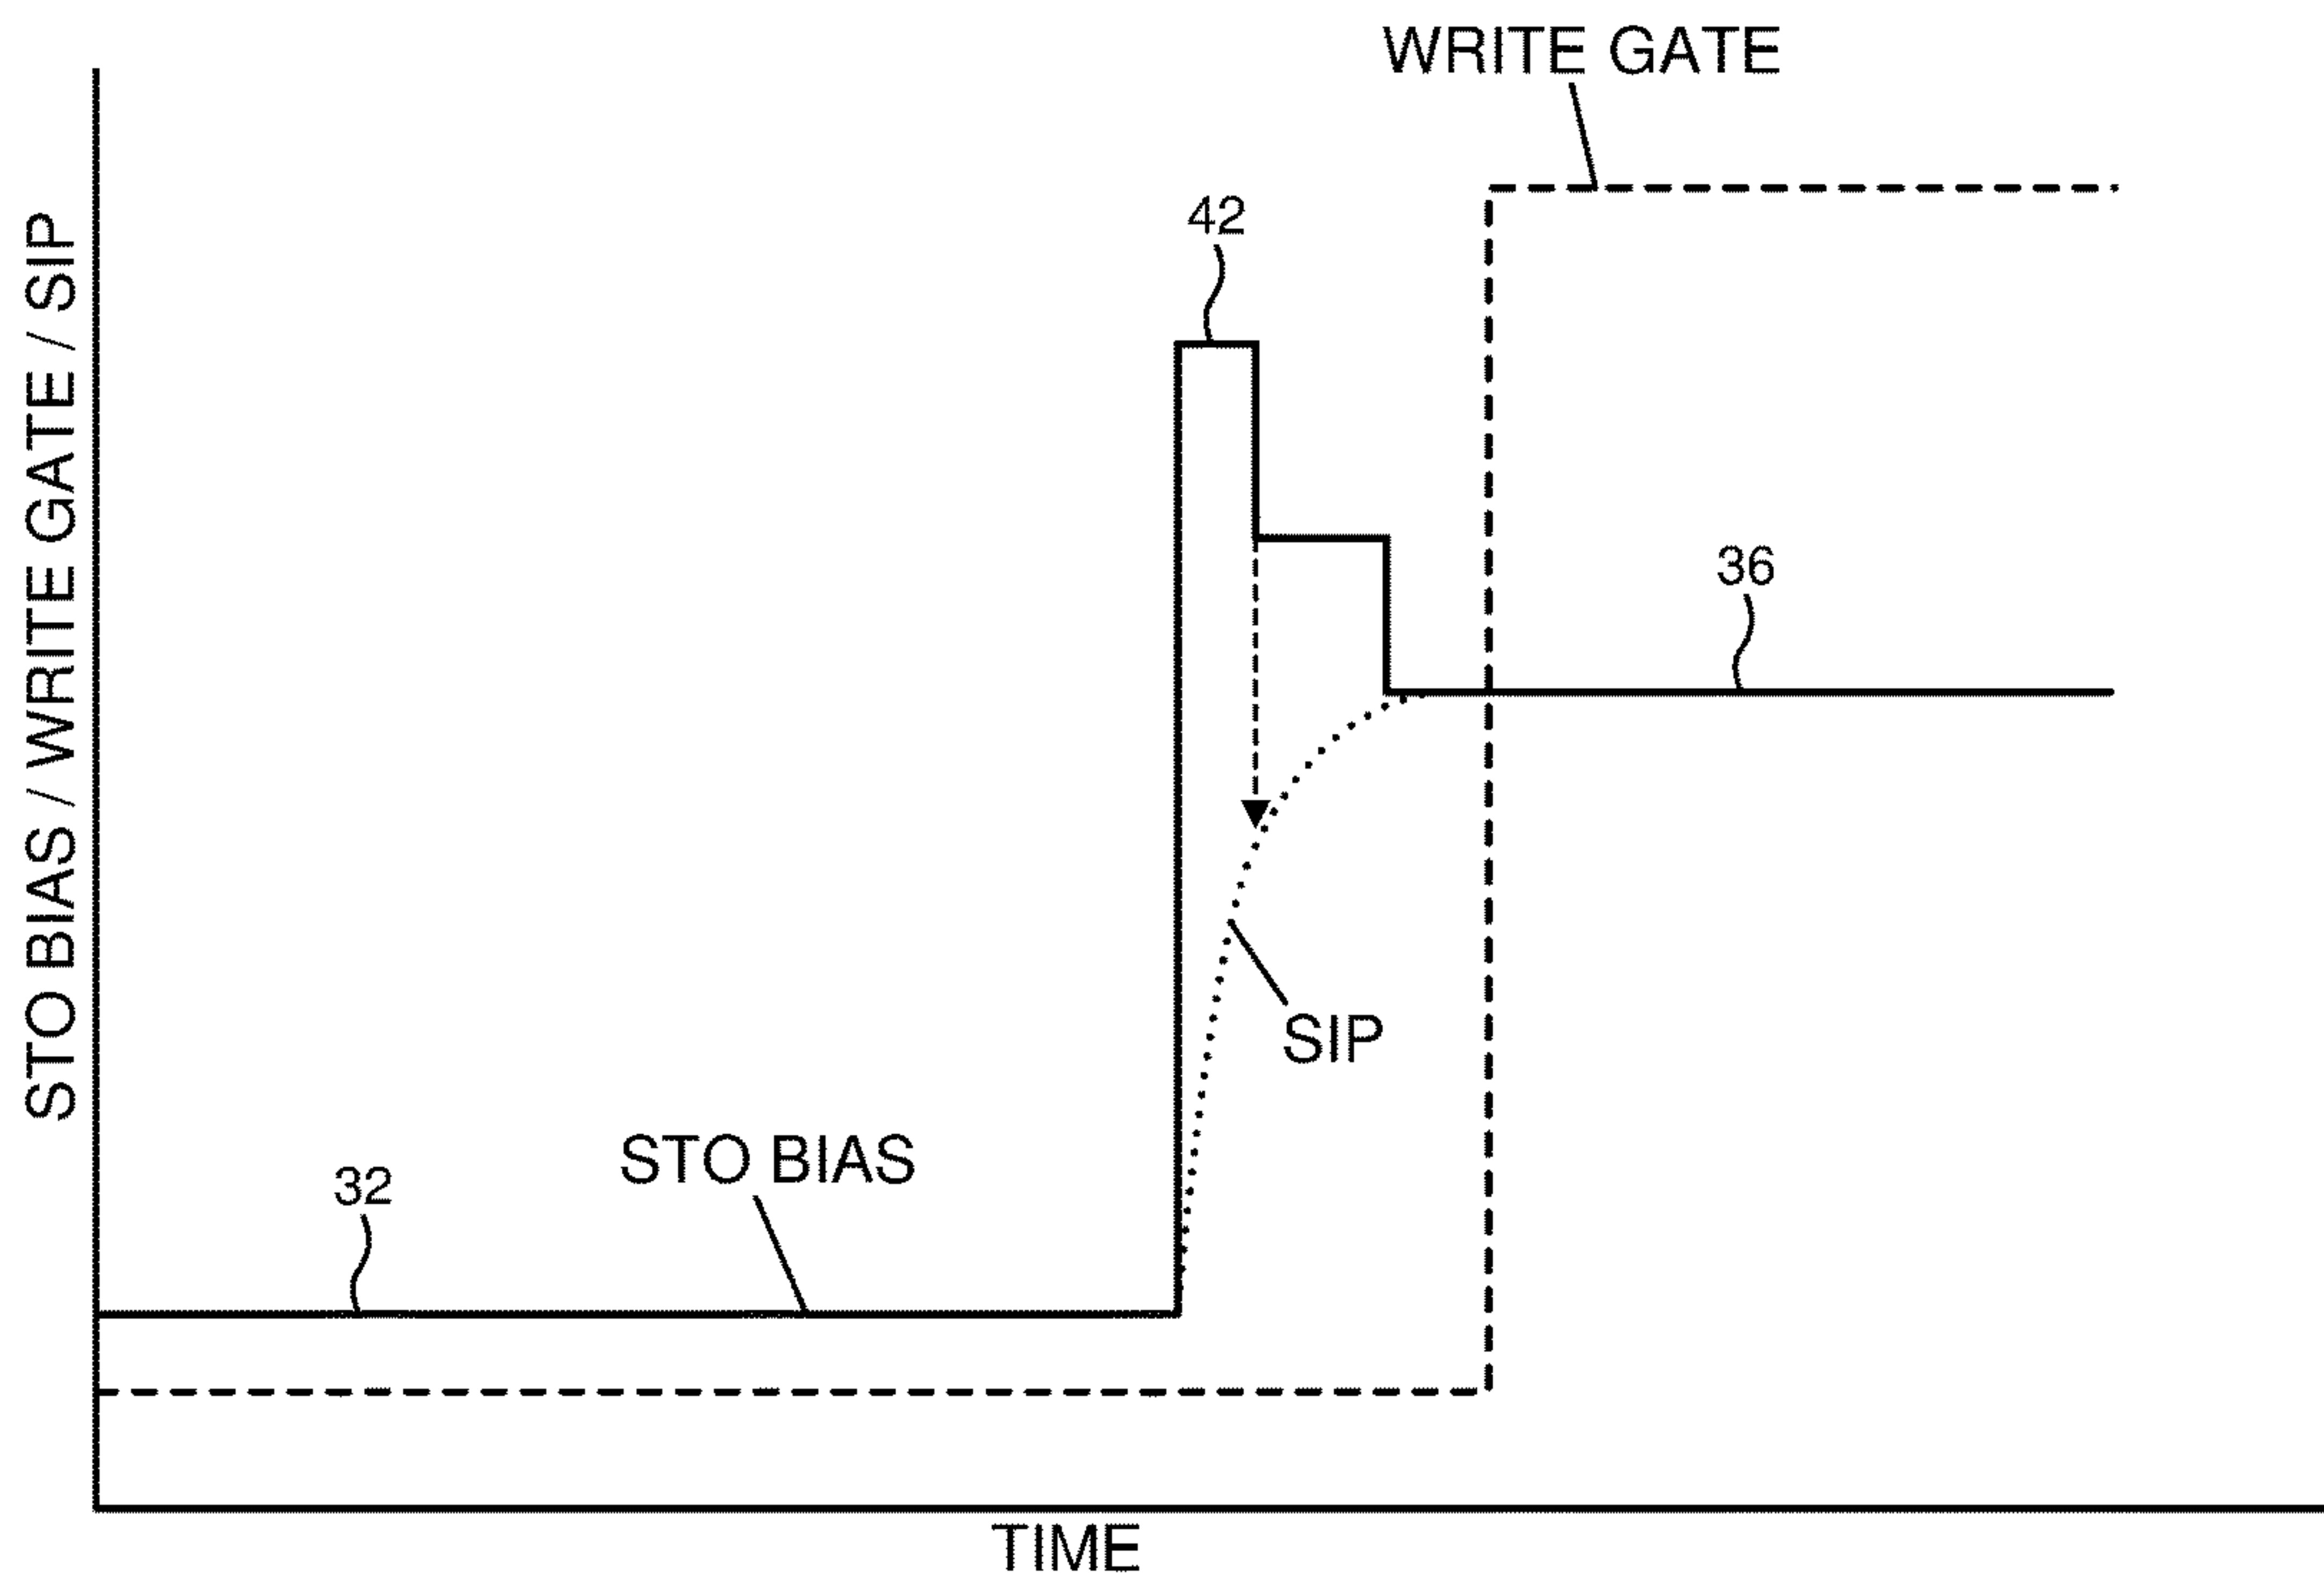 WRITE GATE
42
36
SIP
STO BIAS
32
STO BIAS / WRITE GATE / SIP
TIME